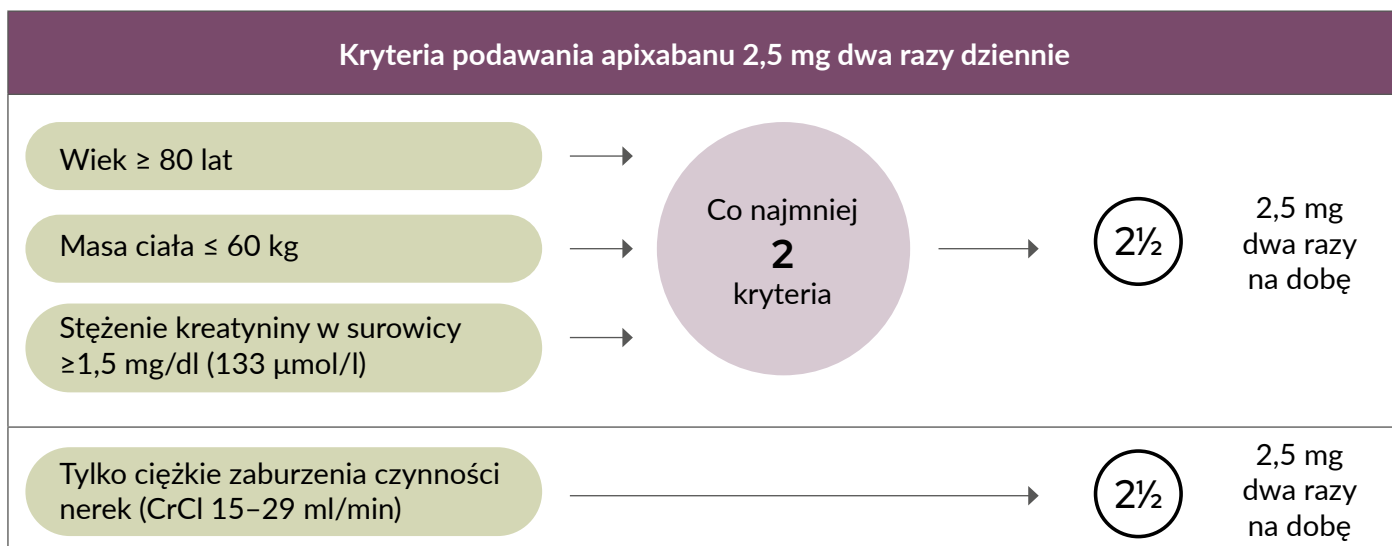 Kryteria podawania apixabanu 2,5 mg dwa razy dziennie
Wiek ≥ 80 lat
Masa ciała ≤ 60 kg
Stężenie kreatyniny w surowicy
≥1,5 mg/dl (133 μmol/l)
Co najmniej
2
kryteria
2½
2,5 mg
dwa razy
na dobę
Tylko ciężkie zaburzenia czynności
nerek (CrCl 15–29 ml/min)
2½
2,5 mg
dwa razy
na dobę